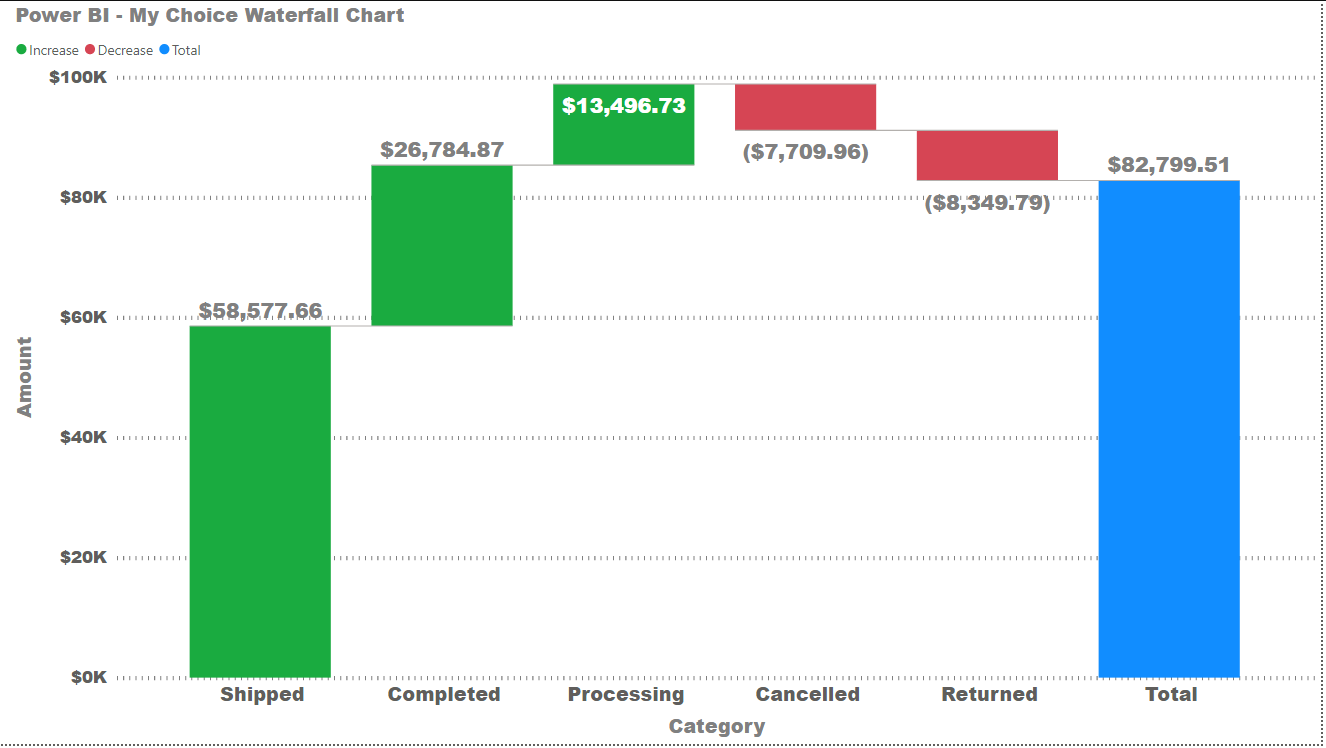 Power BI - My Choice Waterfall Chart
Increase Decrease Total
$100K
$80K
$60K
$40K
$20K
$0K
Amount
$58,577.66
$26,784.87
$13,496.73
($7,709.96)
($8,349.79)
$82,799.51
Shipped Completed Processing Cancelled Returned Total
Category